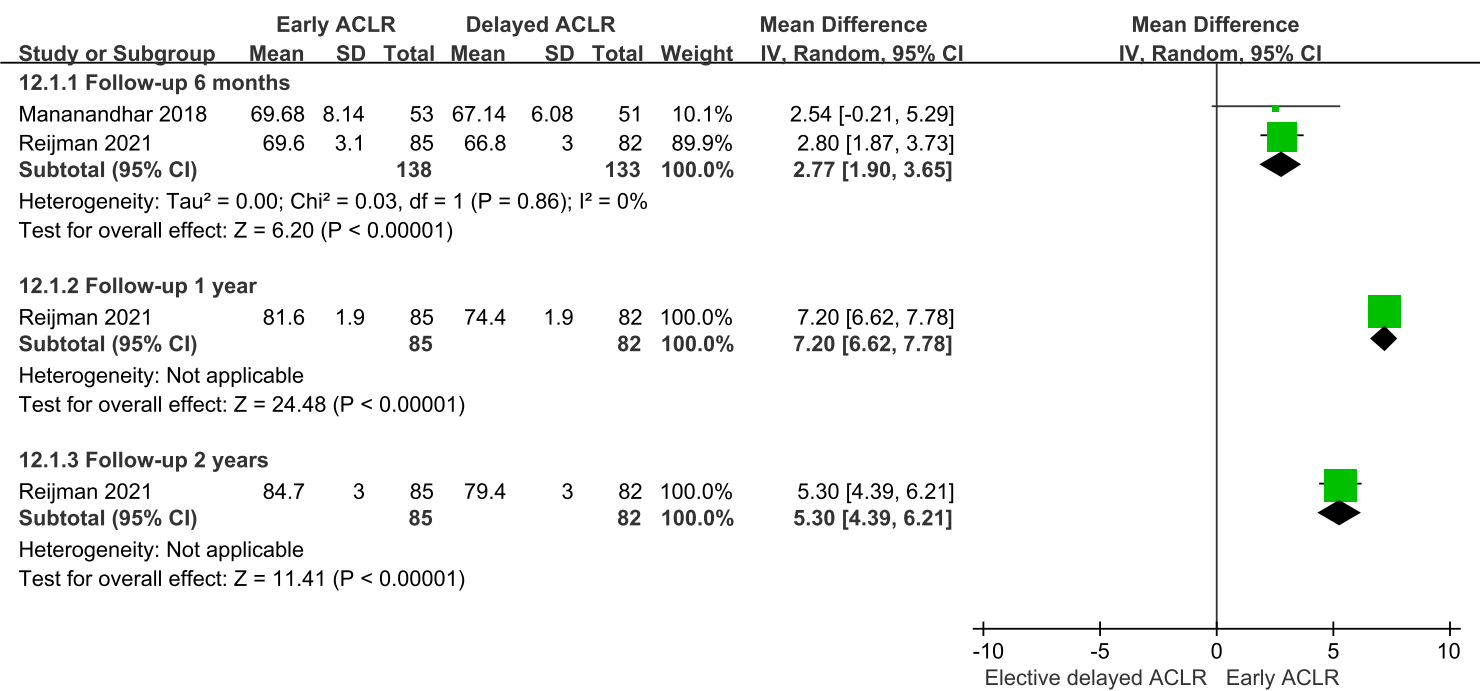 Early ACLR Delayed ACLR Mean Difference Mean Difference
Study or Subgroup Mean SD Total Mean SD Total Weight IV, Random, 95% CI IV, Random, 95% CI
12.1.1 Follow-up 6 months
Mananandhar 2018 69.68 8.14 53 67.14 6.08 51 10.1% 2.54 [-0.21, 5.29]
Reijman 2021 69.6 3.1 85 66.8 3 82 89.9% 2.80 [1.87, 3.73]
Subtotal (95% CI) 138 133 100.0% 2.77 [1.90, 3.65]
Heterogeneity: Tau² = 0.00; Chi² = 0.03, df = 1 (P = 0.86); I² = 0%
Test for overall effect: Z = 6.20 (P < 0.00001)
12.1.2 Follow-up 1 year
Reijman 2021 81.6 1.9 85 74.4 1.9 82 100.0% 7.20 [6.62, 7.78]
Subtotal (95% CI) 85 82 100.0% 7.20 [6.62, 7.78]
Heterogeneity: Not applicable
Test for overall effect: Z = 24.48 (P < 0.00001)
12.1.3 Follow-up 2 years
Reijman 2021 84.7 3 85 79.4 3 82 100.0% 5.30 [4.39, 6.21]
Subtotal (95% CI) 85 82 100.0% 5.30 [4.39, 6.21]
Heterogeneity: Not applicable
Test for overall effect: Z = 11.41 (P < 0.00001)
-10 -5 0 5 10
Elective delayed ACLR Early ACLR